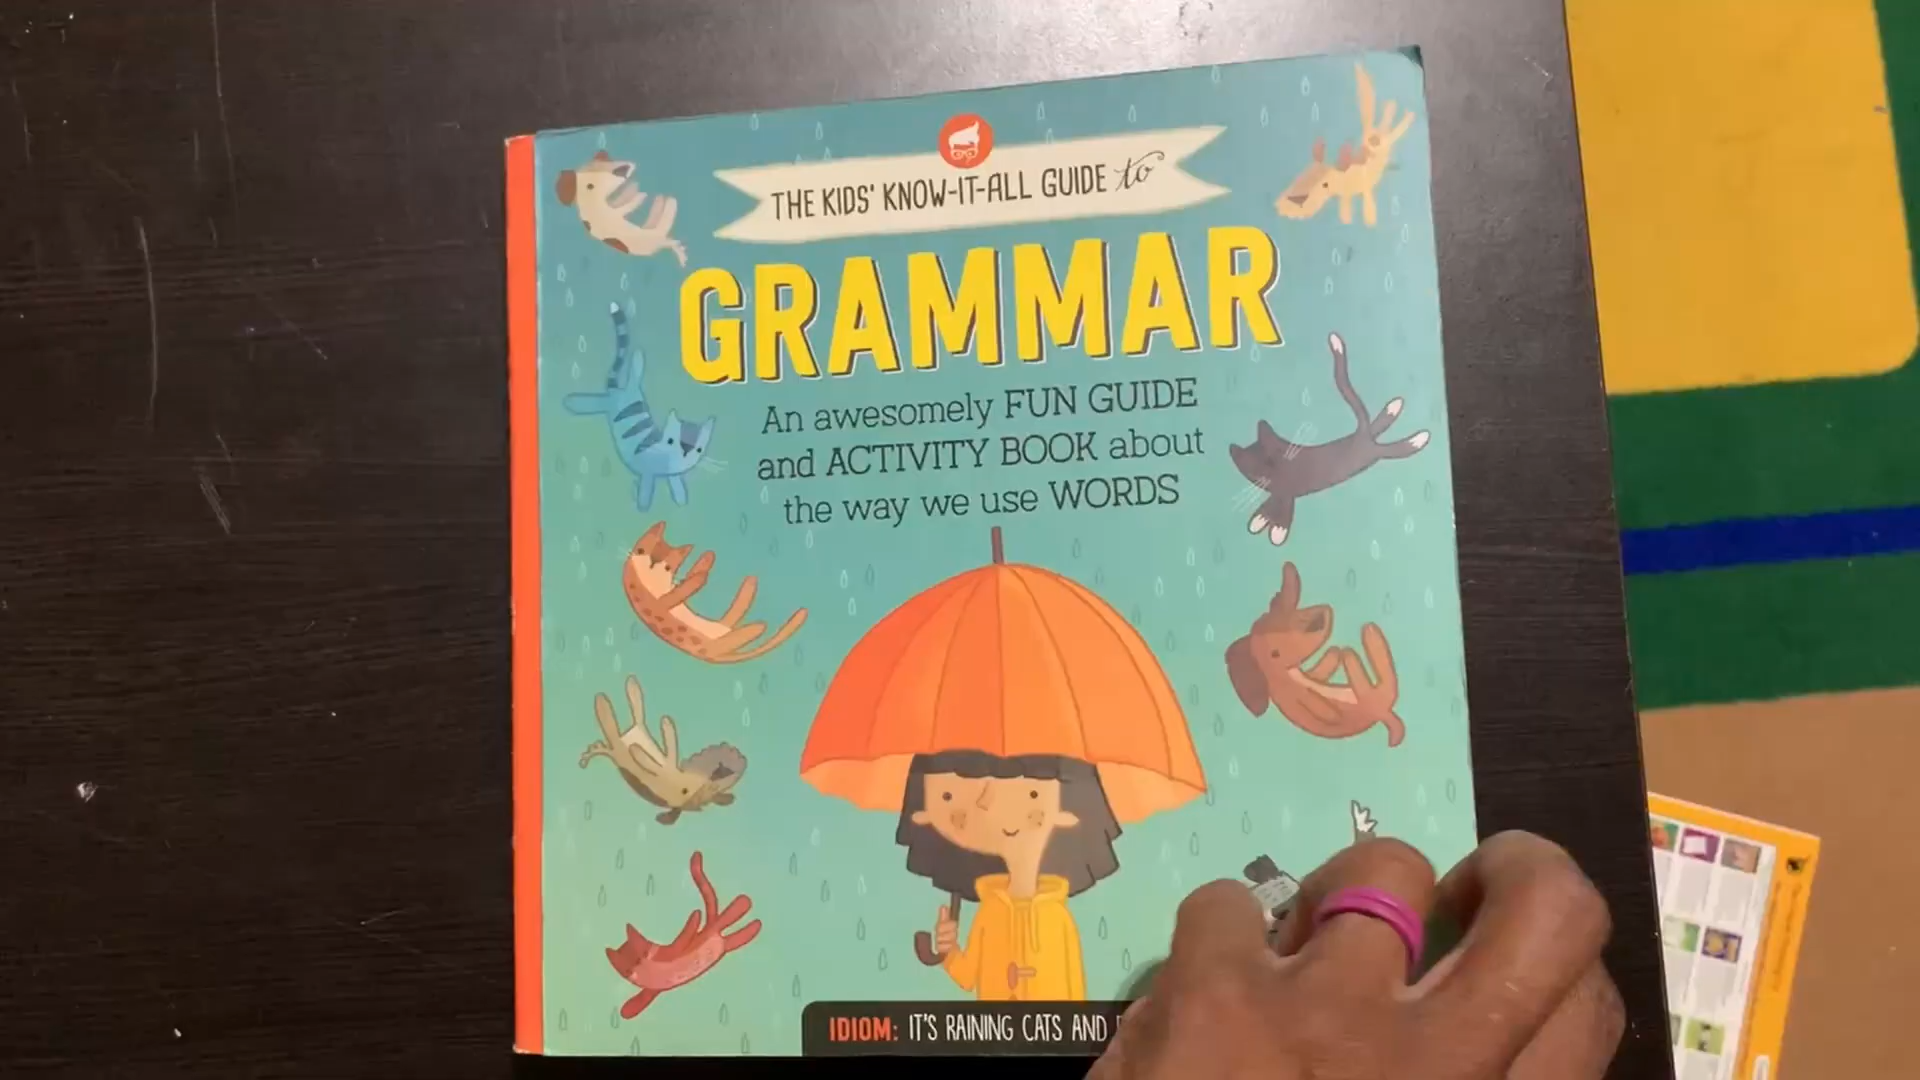 THE KIDS' KNOW-IT-ALL GUIDE to
GRAMMAR
An awesomely FUN GUIDE
and ACTIVITY BOOK about
the way we use WORDS
IDIOM: IT'S RAINING CATS AND